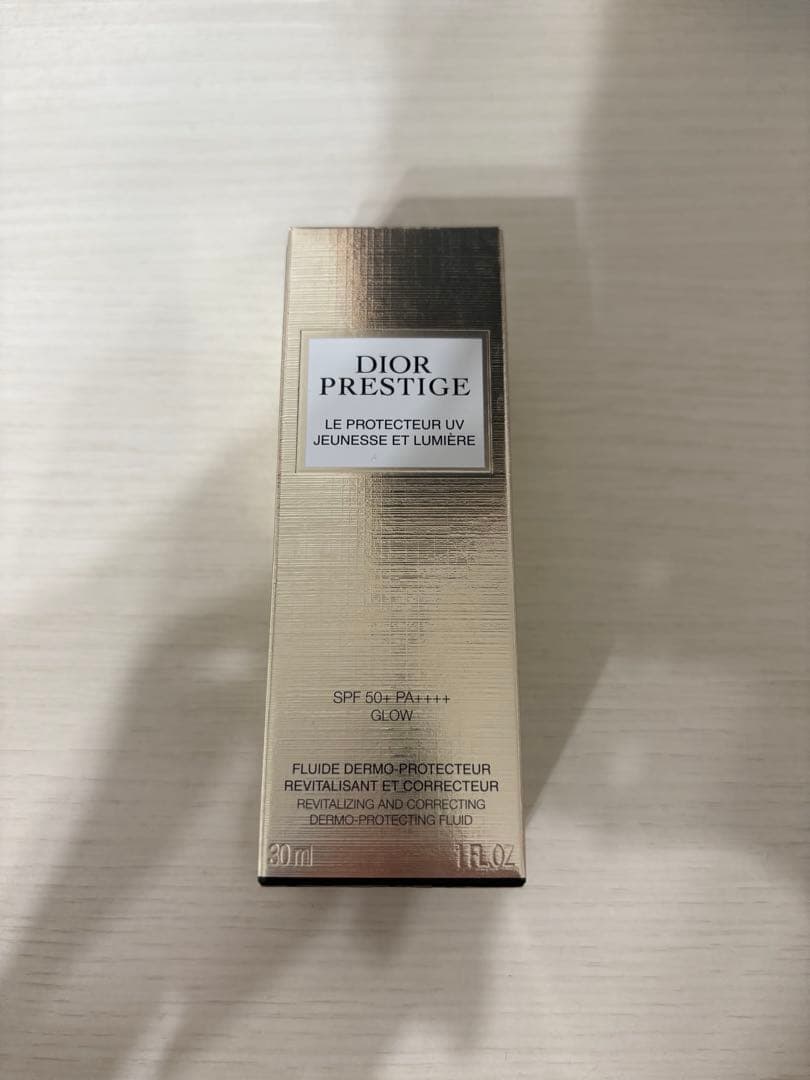 DIOR
PRESTIGE
LE PROTECTEUR UV
JEUNESSE ET LUMIÈRE
SPF 50+ PA++++
GLOW
FLUIDE DERMO-PROTECTEUR
REVITALISANT ET CORRECTEUR
REVITALIZING AND CORRECTING
DERMO-PROTECTING FLUID
30 ml 1 FL.OZ